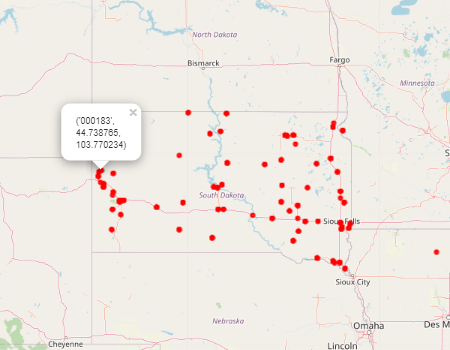 North Dakota
Bismarck
Fargo
Minnesota
×
('000183',
44.738765,
103.770234)
South Dakota
Sioux Falls
Sioux City
Nebraska
Omaha
Des M
Cheyenne
Lincoln